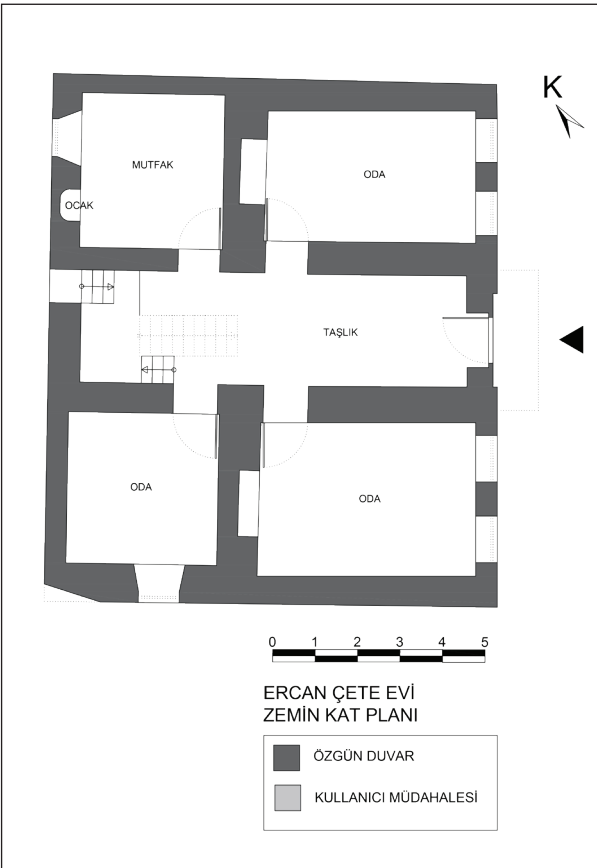 K
MUTFAK
ODA
OCAK
TAŞLIK
ODA
ODA
0 1 2 3 4 5
ERCAN ÇETE EVİ
ZEMİN KAT PLANI
ÖZGÜN DUVAR
KULLANICI MÜDAHALESİ